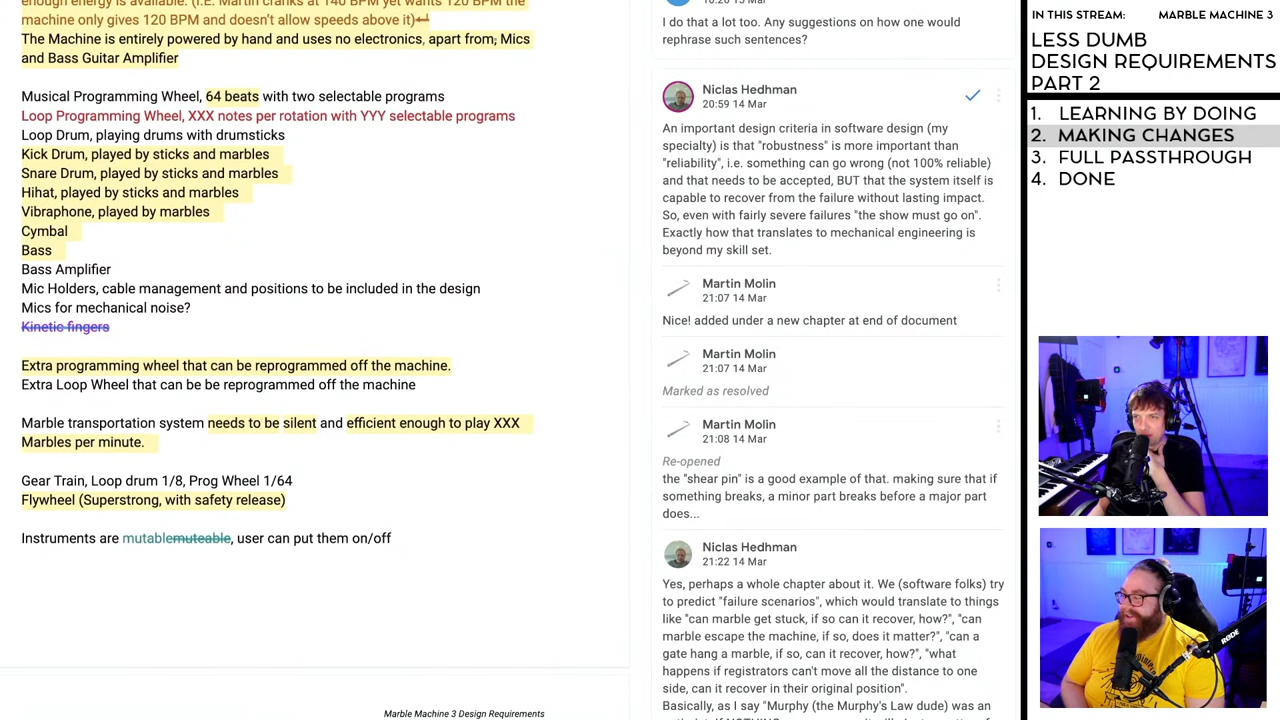 enough energy is available. (I.E. Martin cranks at 140 BPM yet wants 120 BPM the
machine only gives 120 BPM and doesn't allow speeds above it)↵
The Machine is entirely powered by hand and uses no electronics, apart from, Mics
and Bass Guitar Amplifier
Musical Programming Wheel, 64 beats with two selectable programs
Loop Programming Wheel, XXX notes per rotation with YYY selectable programs
Loop Drum, playing drums with drumsticks
Kick Drum, played by sticks and marbles
Snare Drum, played by sticks and marbles
Hihat, played by sticks and marbles
Vibraphone, played by marbles
Cymbal
Bass
Bass Amplifier
Mic Holders, cable management and positions to be included in the design
Mics for mechanical noise?
Kinetic fingers
Extra programming wheel that can be reprogrammed off the machine.
Extra Loop Wheel that can be be reprogrammed off the machine
Marble transportation system needs to be silent and efficient enough to play XXX
Marbles per minute.
Gear Train, Loop drum 1/8, Prog Wheel 1/64
Flywheel (Superstrong, with safety release)
Instruments are mutablemuteable, user can put them on/off
Marble Machine 3 Design Requirements
I do that a lot too. Any suggestions on how one would
rephrase such sentences?
Niclas Hedhman
20:59 14 Mar
An important design criteria in software design (my
specialty) is that "robustness" is more important than
"reliability", i.e. something can go wrong (not 100% reliable)
and that needs to be accepted, BUT that the system itself is
capable to recover from the failure without lasting impact.
So, even with fairly severe failures "the show must go on".
Exactly how that translates to mechanical engineering is
beyond my skill set.
Martin Molin
21:07 14 Mar
Nice! added under a new chapter at end of document
Martin Molin
21:07 14 Mar
Marked as resolved
Martin Molin
21:08 14 Mar
Re-opened
the "shear pin" is a good example of that. making sure that if
something breaks, a minor part breaks before a major part
does...
Niclas Hedhman
21:22 14 Mar
Yes, perhaps a whole chapter about it. We (software folks) try
to predict "failure scenarios", which would translate to things
like "can marble get stuck, if so can it recover, how?", "can
marble escape the machine, if so, does it matter?", "can a
gate hang a marble, if so, can it recover, how?", "what
happens if registrators can't move all the distance to one
side, can it recover in their original position".
Basically, as I say "Murphy (the Murphy's Law dude) was an
IN THIS STREAM: MARBLE MACHINE 3
LESS DUMB
DESIGN REQUIREMENTS
PART 2
1. LEARNING BY DOING
2. MAKING CHANGES
3. FULL PASSTHROUGH
4. DONE
RØDE